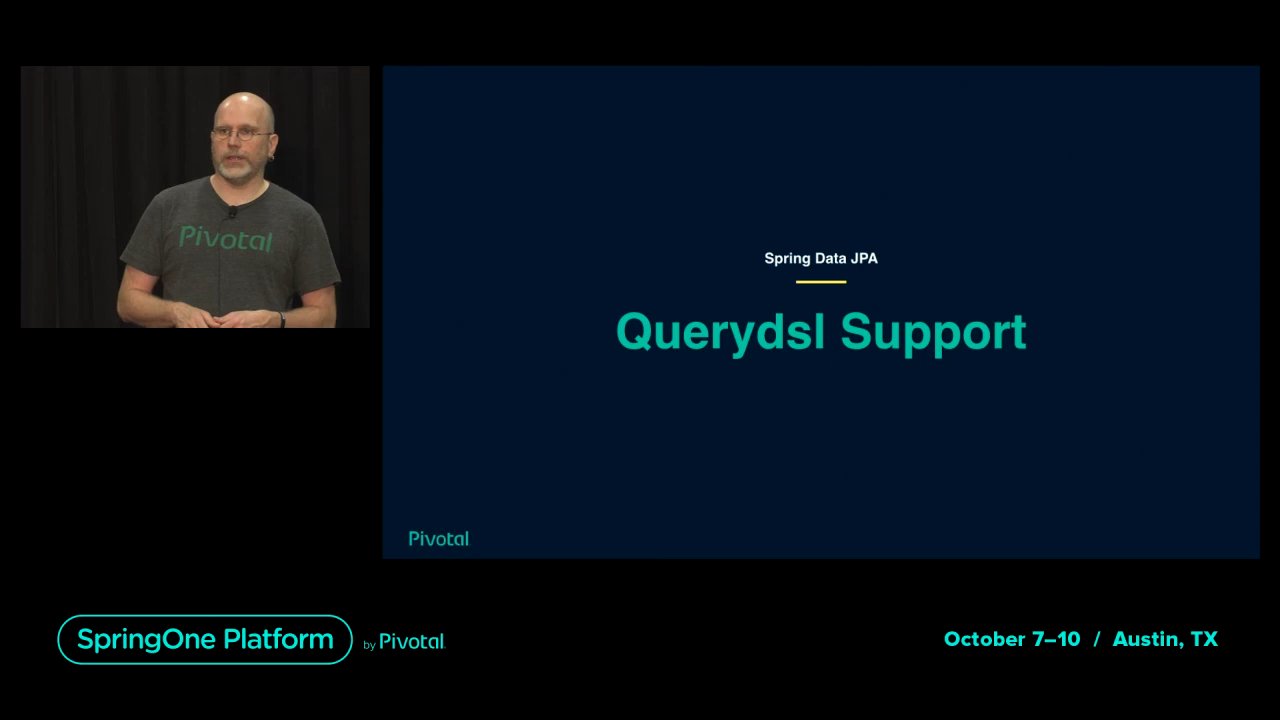 Pivotal
Spring Data JPA
Querydsl Support
Pivotal
SpringOne Platform by Pivotal
October 7–10 / Austin, TX